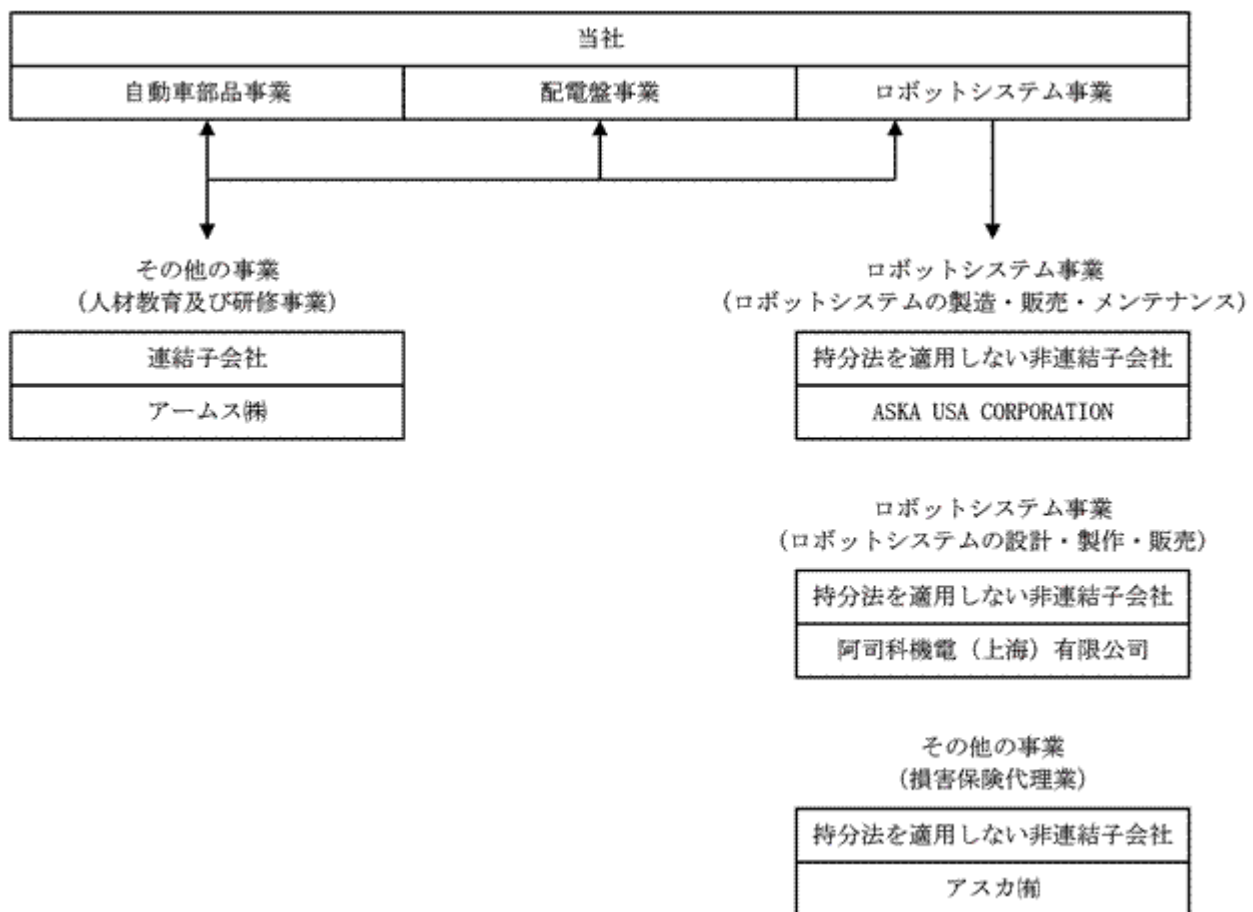 当社
自動車部品事業
配電盤事業
ロボットシステム事業
その他の事業
(人材教育及び研修事業)
連結子会社
アームス㈱
ロボットシステム事業
(ロボットシステムの製造・販売・メンテナンス)
持分法を適用しない非連結子会社
ASKA USA CORPORATION
ロボットシステム事業
(ロボットシステムの設計・製作・販売)
持分法を適用しない非連結子会社
阿司科機電(上海)有限公司
その他の事業
(損害保険代理業)
持分法を適用しない非連結子会社
アスカ㈲